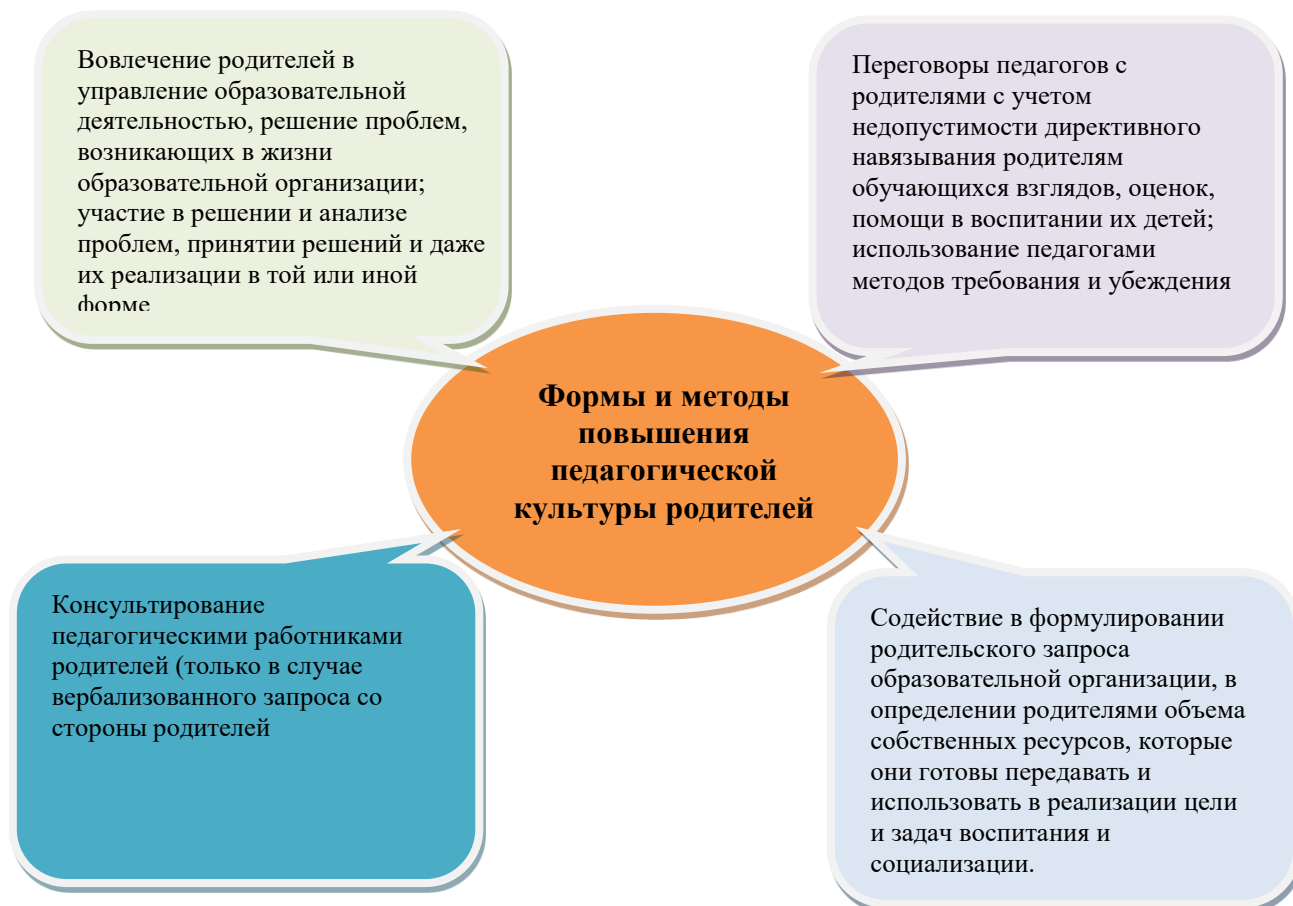 Вовлечение родителей в
управление образовательной
деятельностью, решение проблем,
возникающих в жизни
образовательной организации;
участие в решении и анализе
проблем, принятии решений и даже
их реализации в той или иной
форме
Переговоры педагогов с
родителями с учетом
недопустимости директивного
навязывания родителям
обучающихся взглядов, оценок,
помощи в воспитании их детей;
использование педагогами
методов требования и убеждения
Формы и методы
повышения
педагогической
культуры родителей
Консультирование
педагогическими работниками
родителей (только в случае
вербализованного запроса со
стороны родителей
Содействие в формулировании
родительского запроса
образовательной организации, в
определении родителями объема
собственных ресурсов, которые
они готовы передавать и
использовать в реализации цели
и задач воспитания и
социализации.